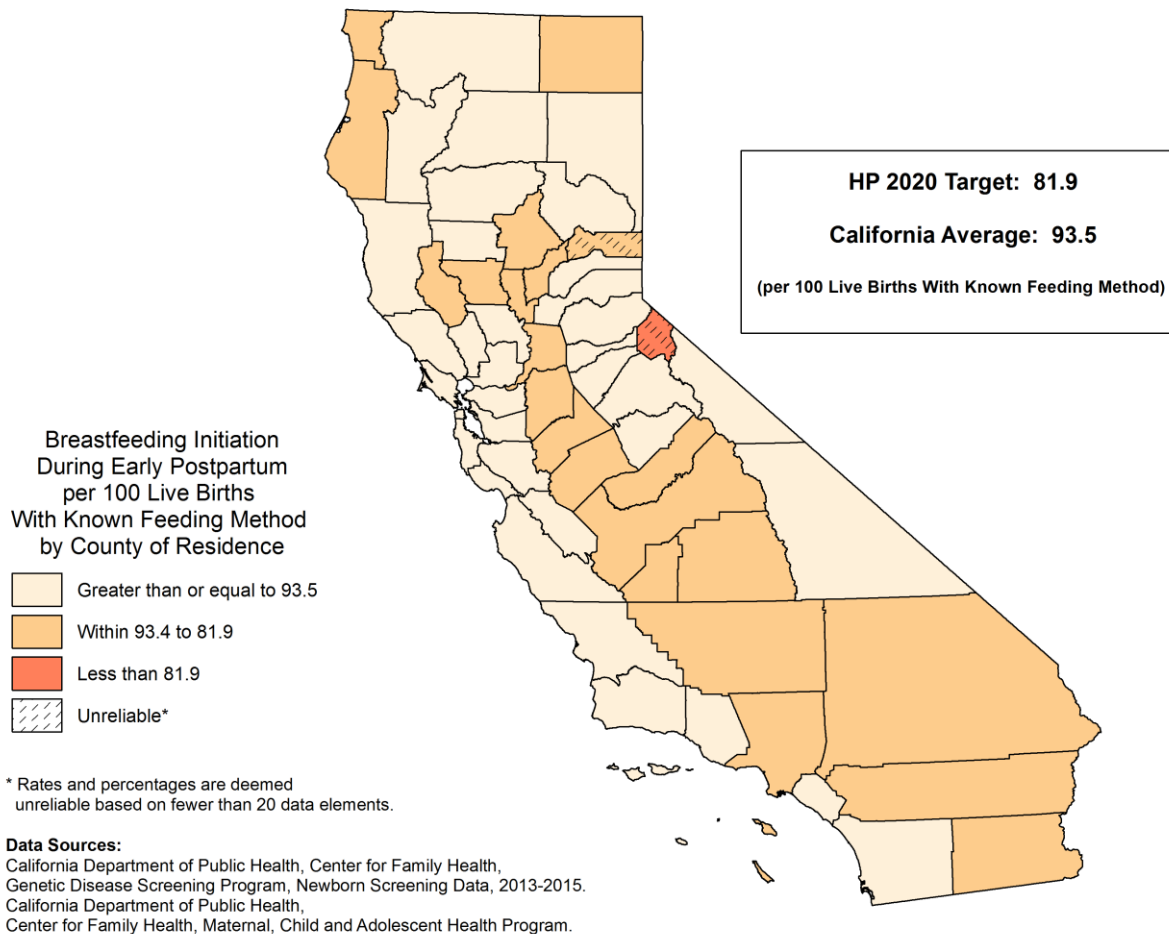 HP 2020 Target: 81.9
California Average: 93.5
(per 100 Live Births With Known Feeding Method)
Breastfeeding Initiation
During Early Postpartum
per 100 Live Births
With Known Feeding Method
by County of Residence
Greater than or equal to 93.5
Within 93.4 to 81.9
Less than 81.9
Unreliable*
* Rates and percentages are deemed
unreliable based on fewer than 20 data elements.
Data Sources:
California Department of Public Health, Center for Family Health,
Genetic Disease Screening Program, Newborn Screening Data, 2013-2015.
California Department of Public Health,
Center for Family Health, Maternal, Child and Adolescent Health Program.